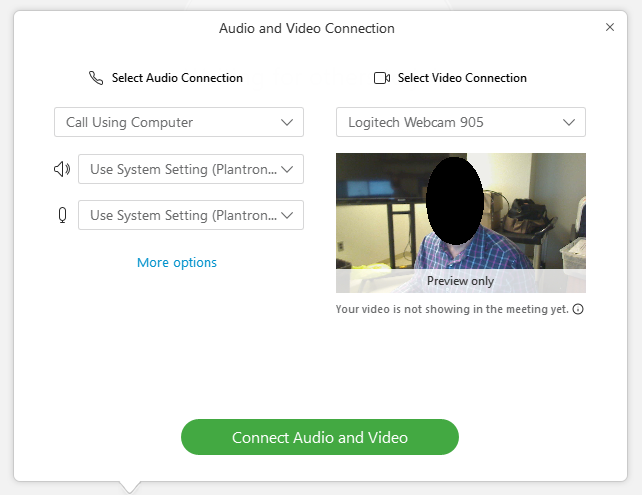 Audio and Video Connection
Select Audio Connection
Call Using Computer
Use System Setting (Plantron...
Use System Setting (Plantron...
More options
Select Video Connection
Logitech Webcam 905
Preview only
Your video is not showing in the meeting yet.
Connect Audio and Video